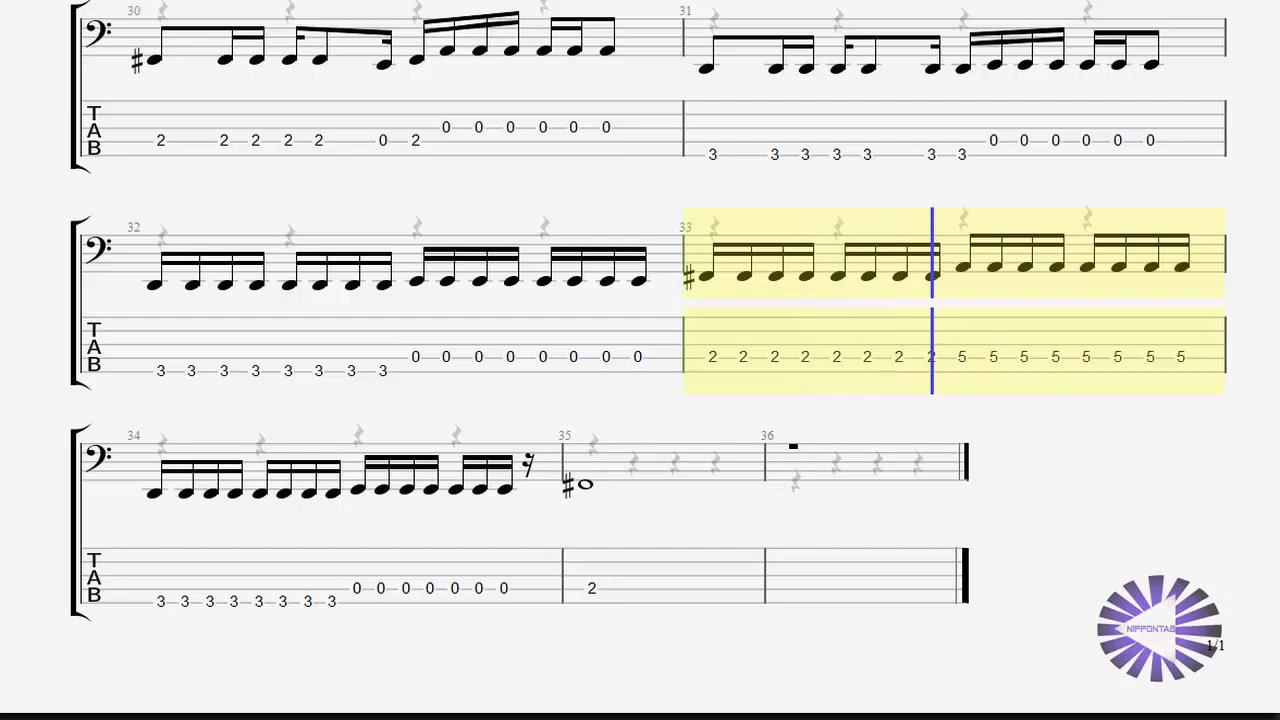 30 31
T
A
B
0 0 0 0 0 0
2 2 2 2 2 0 2 0 0 0 0 0 0
3 3 3 3 3 3 3
32 33
T
A
B
0 0 0 0 0 0 0 0 2 2 2 2 2 2 2 2 5 5 5 5 5 5 5 5
3 3 3 3 3 3 3 3
34 35 36
T
A
B
0 0 0 0 0 0 0 2
3 3 3 3 3 3 3 3
NIPPONTAB
1/1